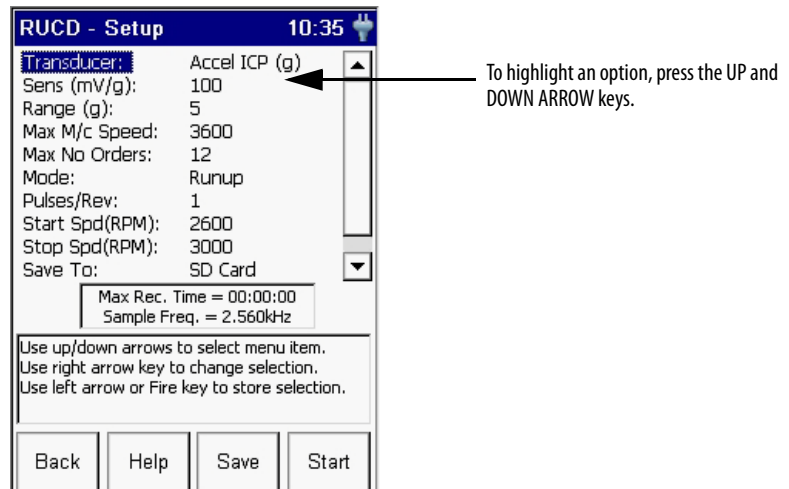 RUCD - Setup 10:35
Transducer: Accel ICP (g)
Sens (mV/g): 100
Range (g): 5
Max M/c Speed: 3600
Max No Orders: 12
Mode: Runup
Pulses/Rev: 1
Start Spd(RPM): 2600
Stop Spd(RPM): 3000
Save To: SD Card
Max Rec. Time = 00:00:00
Sample Freq. = 2.560kHz
Use up/down arrows to select menu item.
Use right arrow key to change selection.
Use left arrow or Fire key to store selection.
Back Help Save Start
To highlight an option, press the UP and
DOWN ARROW keys.